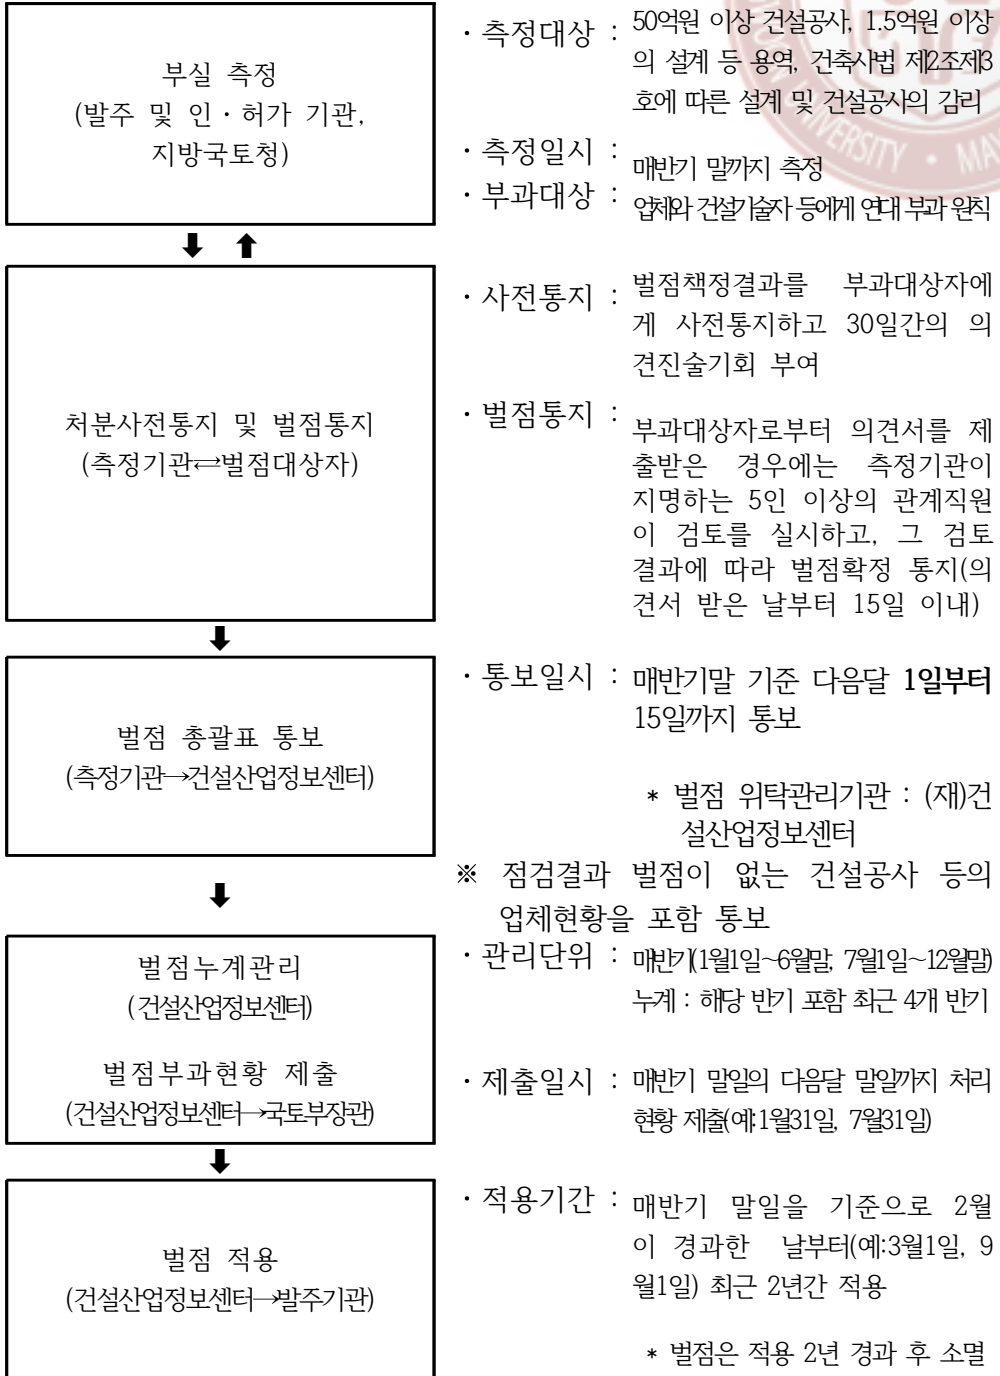 부실 측정
(발주 및 인·허가 기관,
지방국토청)
·측정대상 : 50억원 이상 건설공사, 1.5억원 이상
의 설계 등 용역, 건축사법 제2조제3
호에 따른 설계 및 건설공사의 감리
·측정일시 : 매반기 말까지 측정
·부과대상 : 업체와 건설기술자 등에게 연대 부과 원칙
처분사전통지 및 벌점통지
(측정기관⇄벌점대상자)
·사전통지 : 벌점책정결과를 부과대상자에
게 사전통지하고 30일간의 의
견진술기회 부여
·벌점통지 : 부과대상자로부터 의견서를 제
출받은 경우에는 측정기관이
지명하는 5인 이상의 관계직원
이 검토를 실시하고, 그 검토
결과에 따라 벌점확정 통지(의
견서 받은 날부터 15일 이내)
벌점 총괄표 통보
(측정기관→건설산업정보센터)
·통보일시 : 매반기말 기준 다음달 1일부터
15일까지 통보
* 벌점 위탁관리기관 : (재)건
설산업정보센터
※ 점검결과 벌점이 없는 건설공사 등의
업체현황을 포함 통보
벌점누계관리
(건설산업정보센터)
벌점부과현황 제출
(건설산업정보센터→국토부장관)
·관리단위 : 매반기(1월1일~6월말, 7월1일~12월말)
누계 : 해당 반기 포함 최근 4개 반기
·제출일시 : 매반기 말일의 다음달 말일까지 처리
현황 제출(예:1월31일, 7월31일)
벌점 적용
(건설산업정보센터→발주기관)
·적용기간 : 매반기 말일을 기준으로 2월
이 경과한 날부터(예:3월1일, 9
월1일) 최근 2년간 적용
* 벌점은 적용 2년 경과 후 소멸